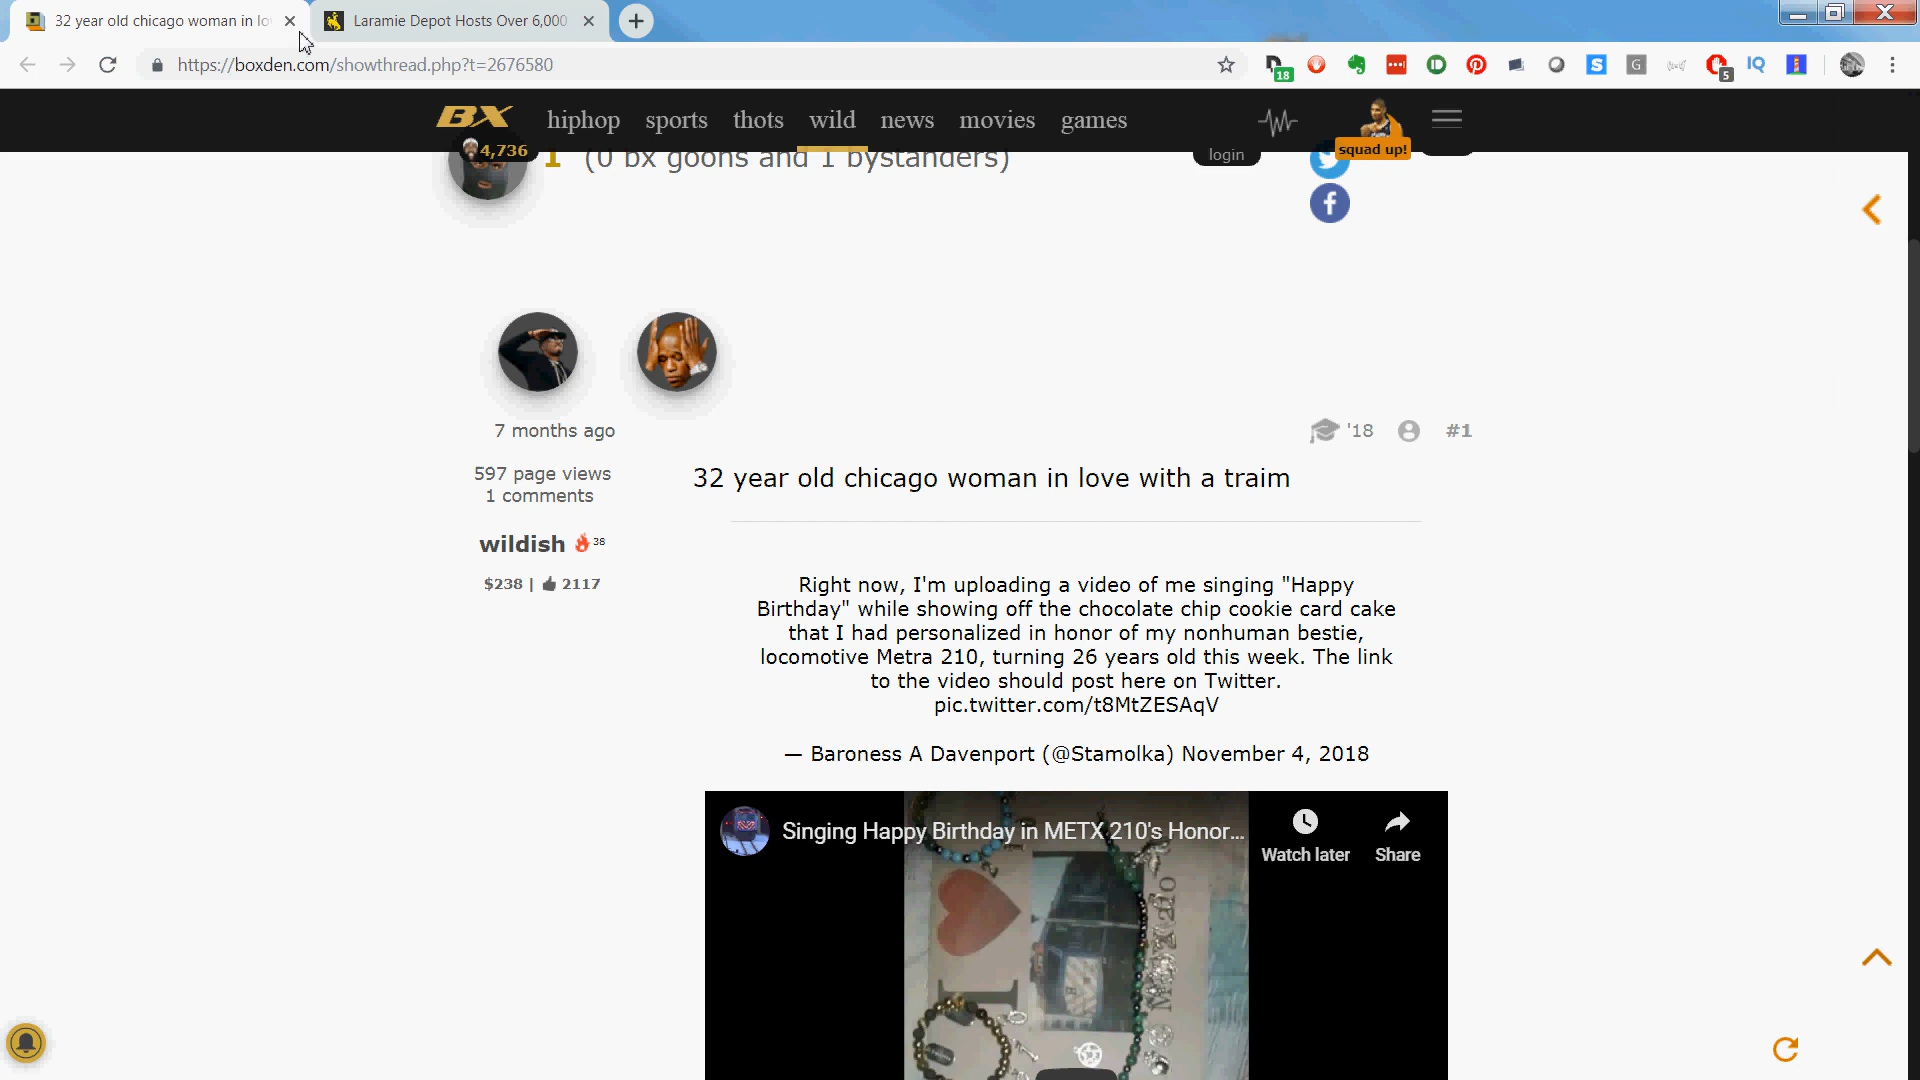 32 year old chicago woman in lo
Laramie Depot Hosts Over 6,000
https://boxden.com/showthread.php?t=2676580
18
5
IQ
BX
hiphop sports thots wild news movies games
4,736
squad up!
login
1 (0 bx goons and 1 bystanders)
7 months ago
'18 #1
597 page views
1 comments
32 year old chicago woman in love with a traim
wildish 38
$238 | 2117
Right now, I'm uploading a video of me singing "Happy
Birthday" while showing off the chocolate chip cookie card cake
that I had personalized in honor of my nonhuman bestie,
locomotive Metra 210, turning 26 years old this week. The link
to the video should post here on Twitter.
pic.twitter.com/t8MtZESAqV
— Baroness A Davenport (@Stamolka) November 4, 2018
Singing Happy Birthday in METX 210's Honor...
Watch later Share
I